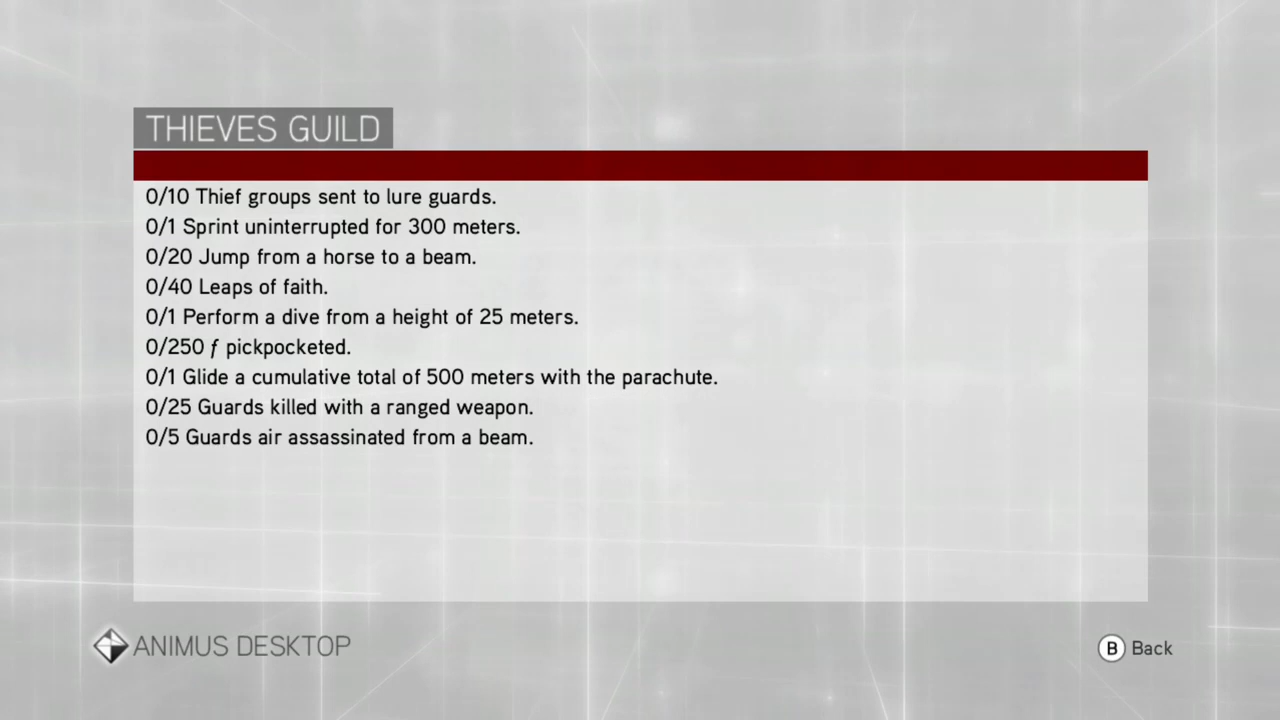 THIEVES GUILD
0/10 Thief groups sent to lure guards.
0/1 Sprint uninterrupted for 300 meters.
0/20 Jump from a horse to a beam.
0/40 Leaps of faith.
0/1 Perform a dive from a height of 25 meters.
0/250 ƒ pickpocketed.
0/1 Glide a cumulative total of 500 meters with the parachute.
0/25 Guards killed with a ranged weapon.
0/5 Guards air assassinated from a beam.
ANIMUS DESKTOP
B Back